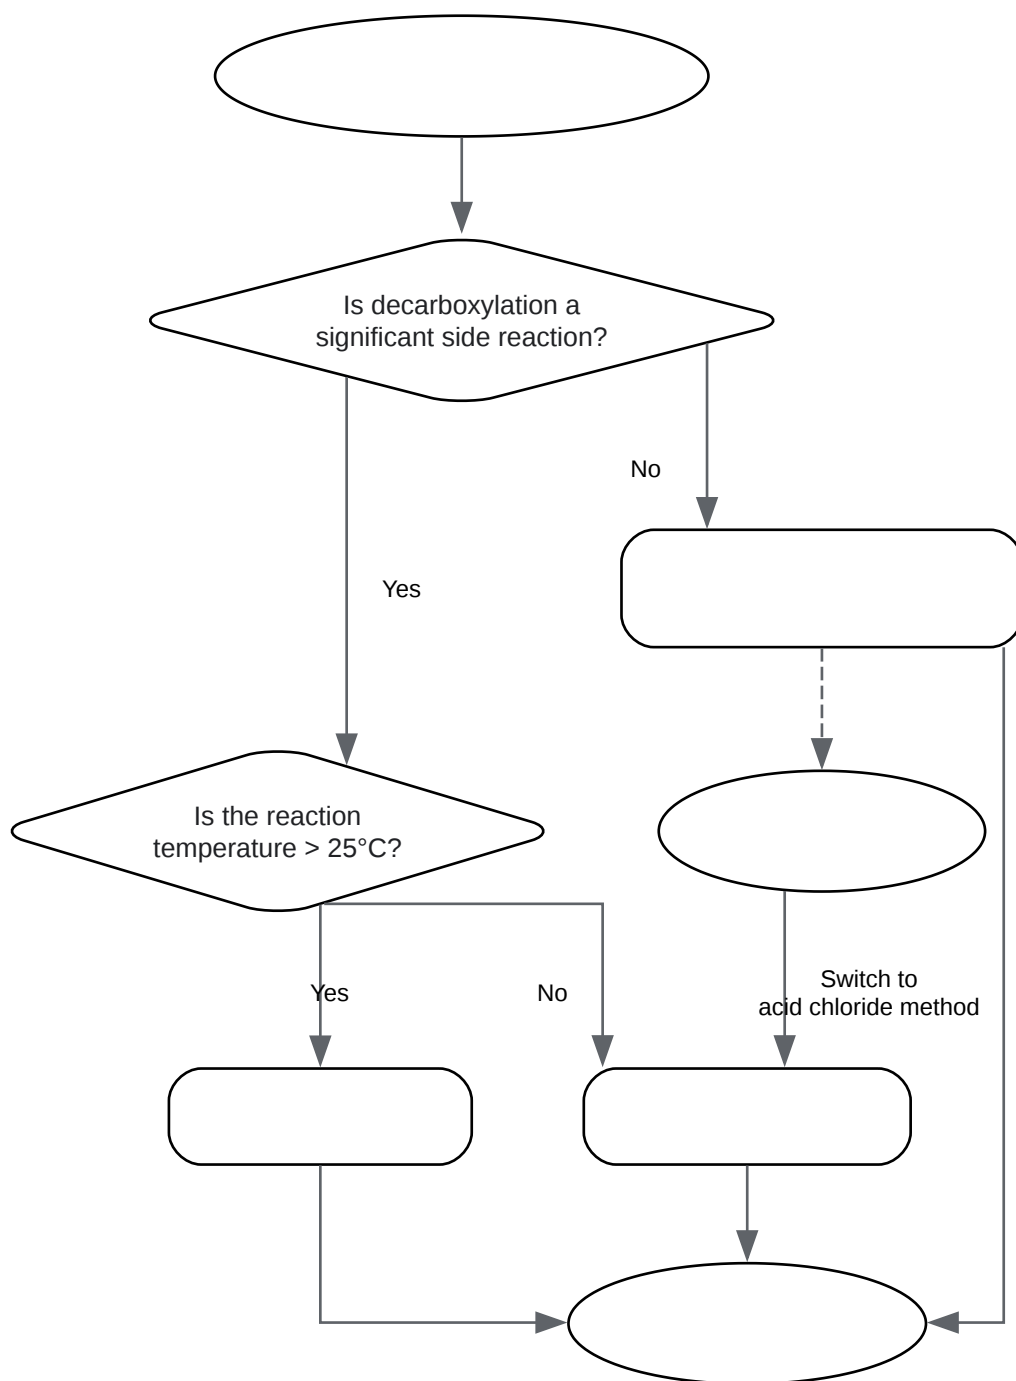 Is decarboxylation a
significant side reaction?
No
Yes
Is the reaction
temperature > 25°C?
Yes
No
Switch to
acid chloride method